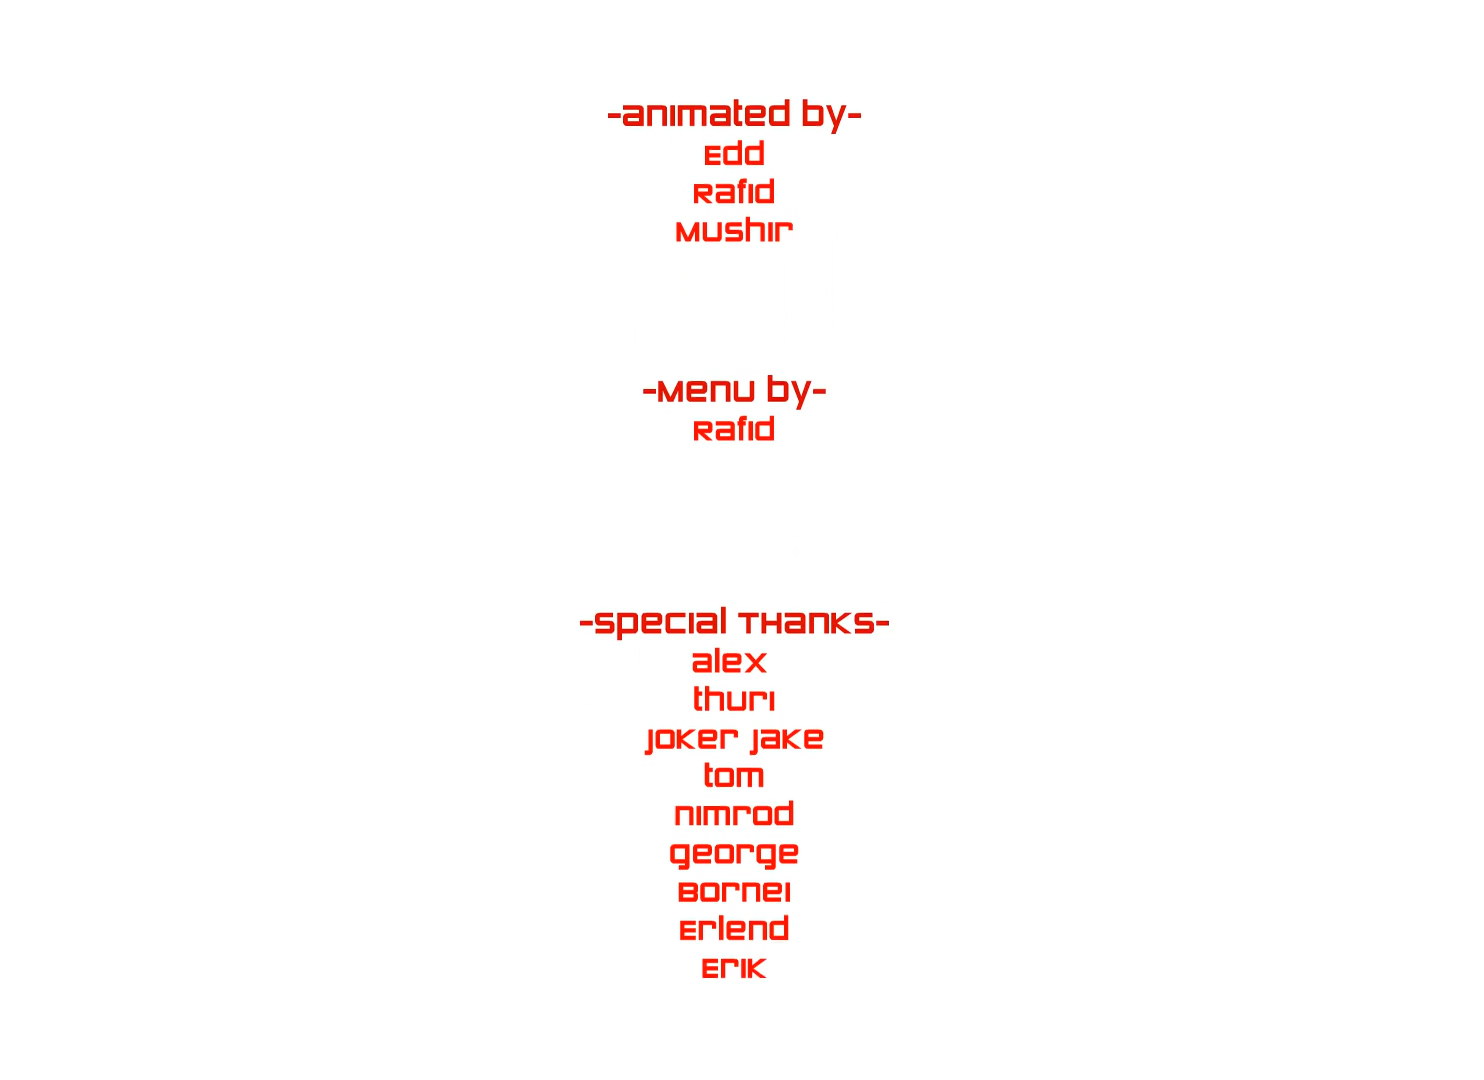 -Animated by-
Edd
Rafid
Mushir
-Menu by-
Rafid
-Special Thanks-
Alex
Thuri
Joker Jake
Tom
Nimrod
George
Bornei
Erlend
Erik